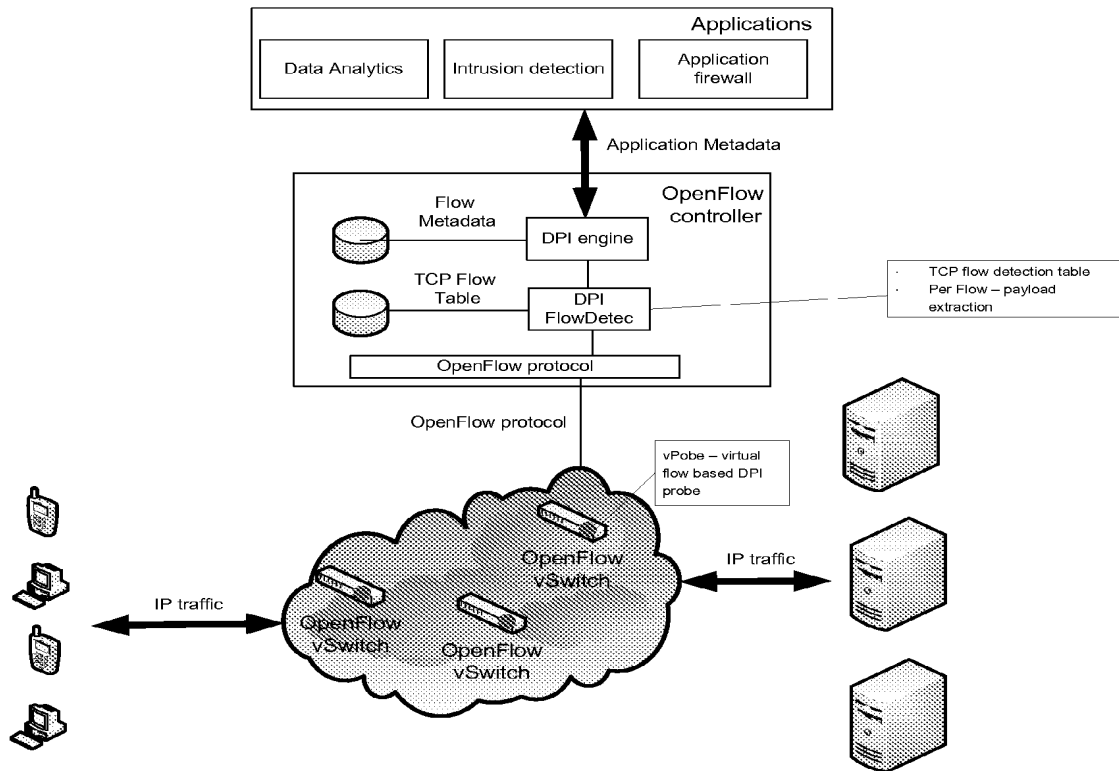 Applications
Data Analytics
Intrusion detection
Application
firewall
Application Metadata
OpenFlow
controller
Flow
Metadata
DPI engine
TCP Flow
Table
DPI
FlowDetec
· TCP flow detection table
· Per Flow – payload
extraction
OpenFlow protocol
OpenFlow protocol
vPobe – virtual
flow based DPI
probe
OpenFlow
vSwitch
IP traffic
IP traffic
OpenFlow
vSwitch
OpenFlow
vSwitch